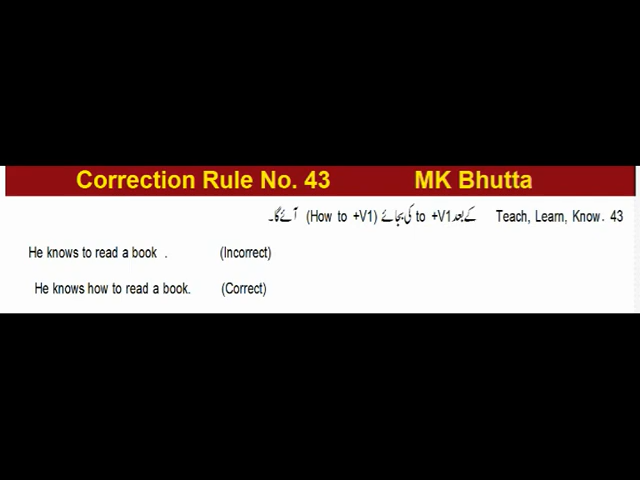 Correction Rule No. 43 MK Bhutta
43 .Teach, Learn, Know کے بعد to +V1 کی بجائے (How to +V1) آئے گا۔
He knows to read a book . (Incorrect)
He knows how to read a book. (Correct)